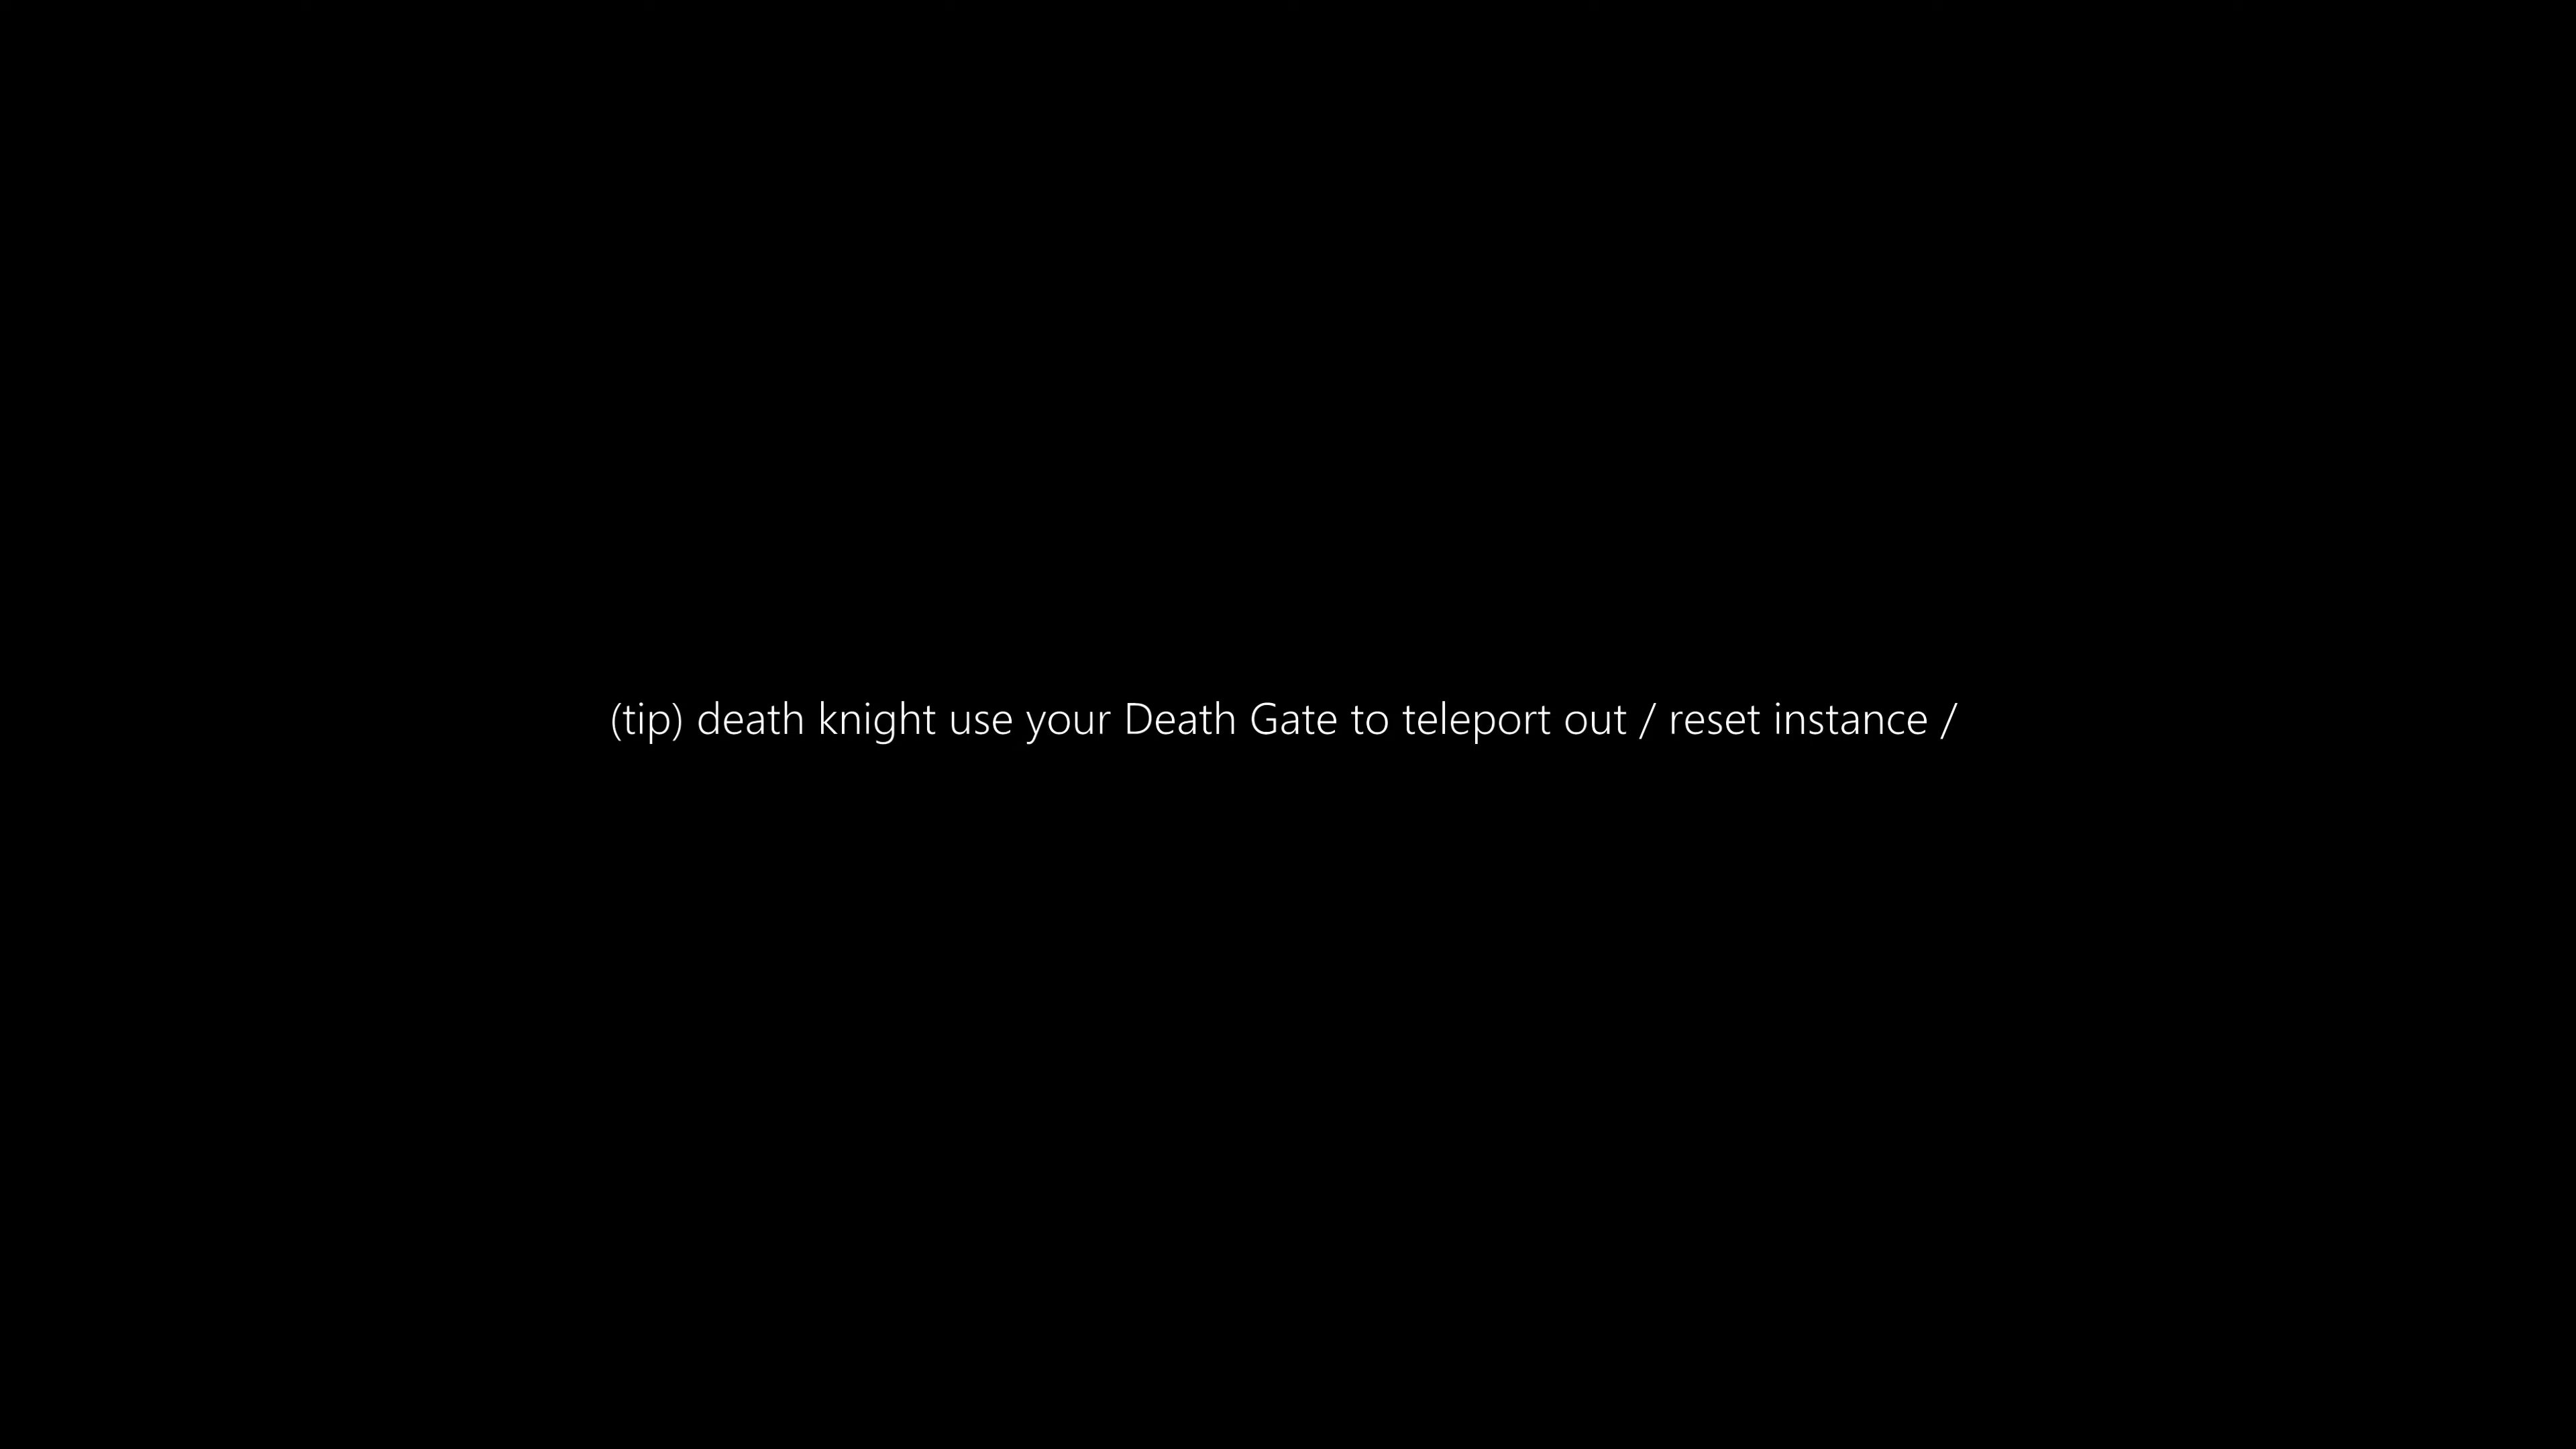 (tip) death knight use your Death Gate to teleport out / reset instance /